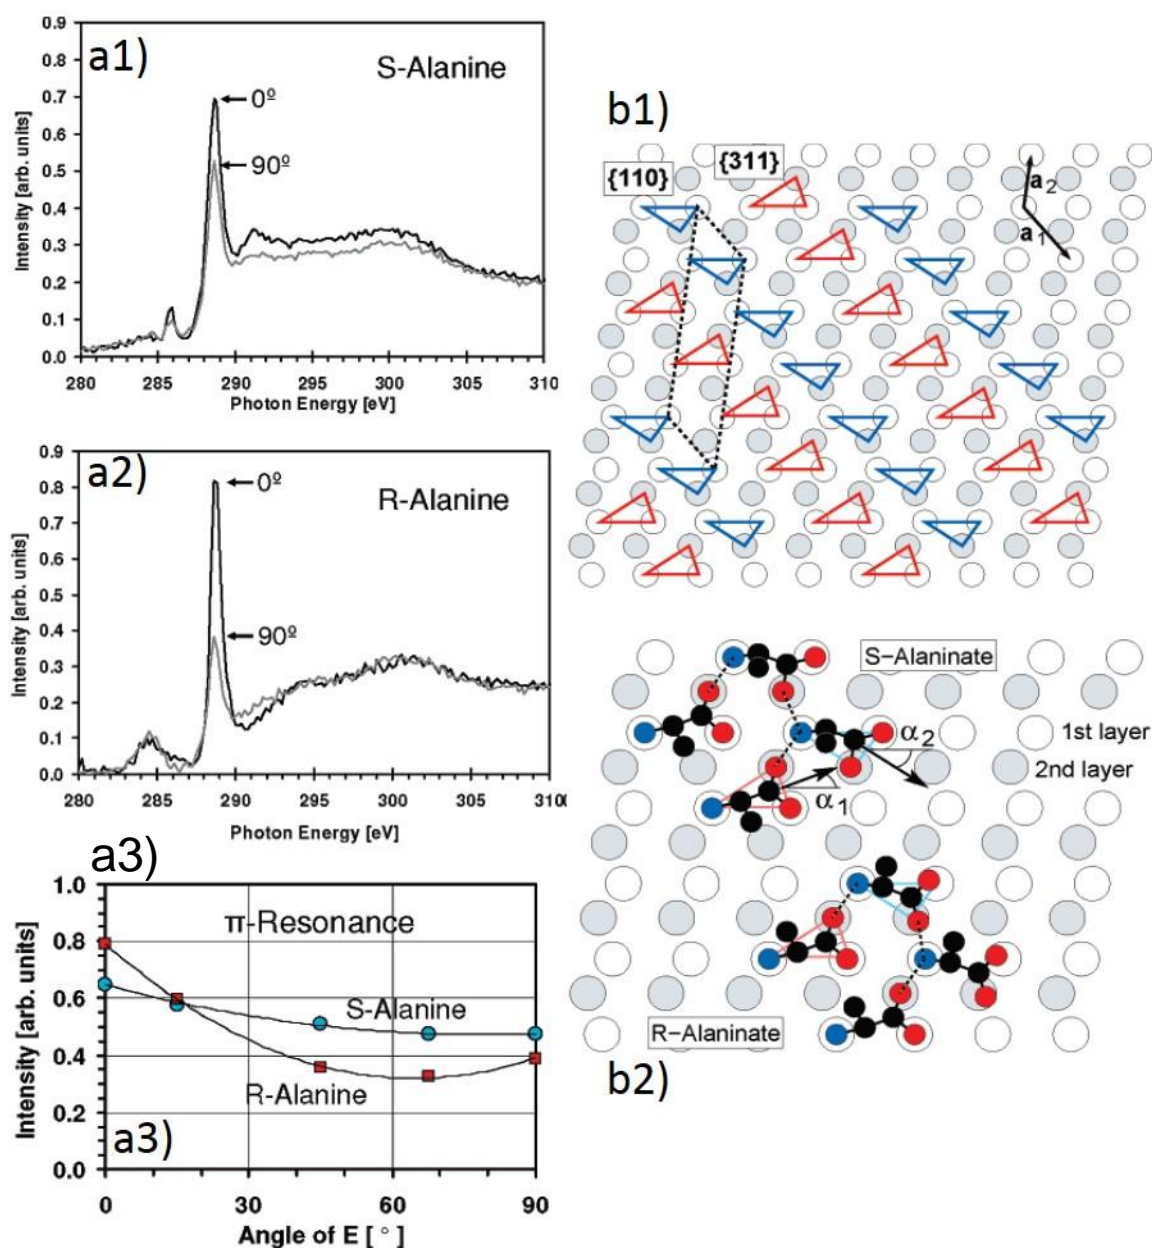 a1)
S-Alanine
0º
90º
Intensity [arb. units]
0.9
0.8
0.7
0.6
0.5
0.4
0.3
0.2
0.1
0.0
280 285 290 295 300 305 310
Photon Energy [eV]
a2)
R-Alanine
0º
90º
Intensity [arb. units]
0.9
0.8
0.7
0.6
0.5
0.4
0.3
0.2
0.1
0.0
280 285 290 295 300 305 310
Photon Energy [eV]
a3)
π-Resonance
S-Alanine
R-Alanine
a3)
Intensity [arb. units]
1.0
0.8
0.6
0.4
0.2
0.0
0 30 60 90
Angle of E [ ° ]
b1)
{110}
{311}
a2
a1
S-Alaninate
α2
1st layer
2nd layer
α1
R-Alaninate
b2)